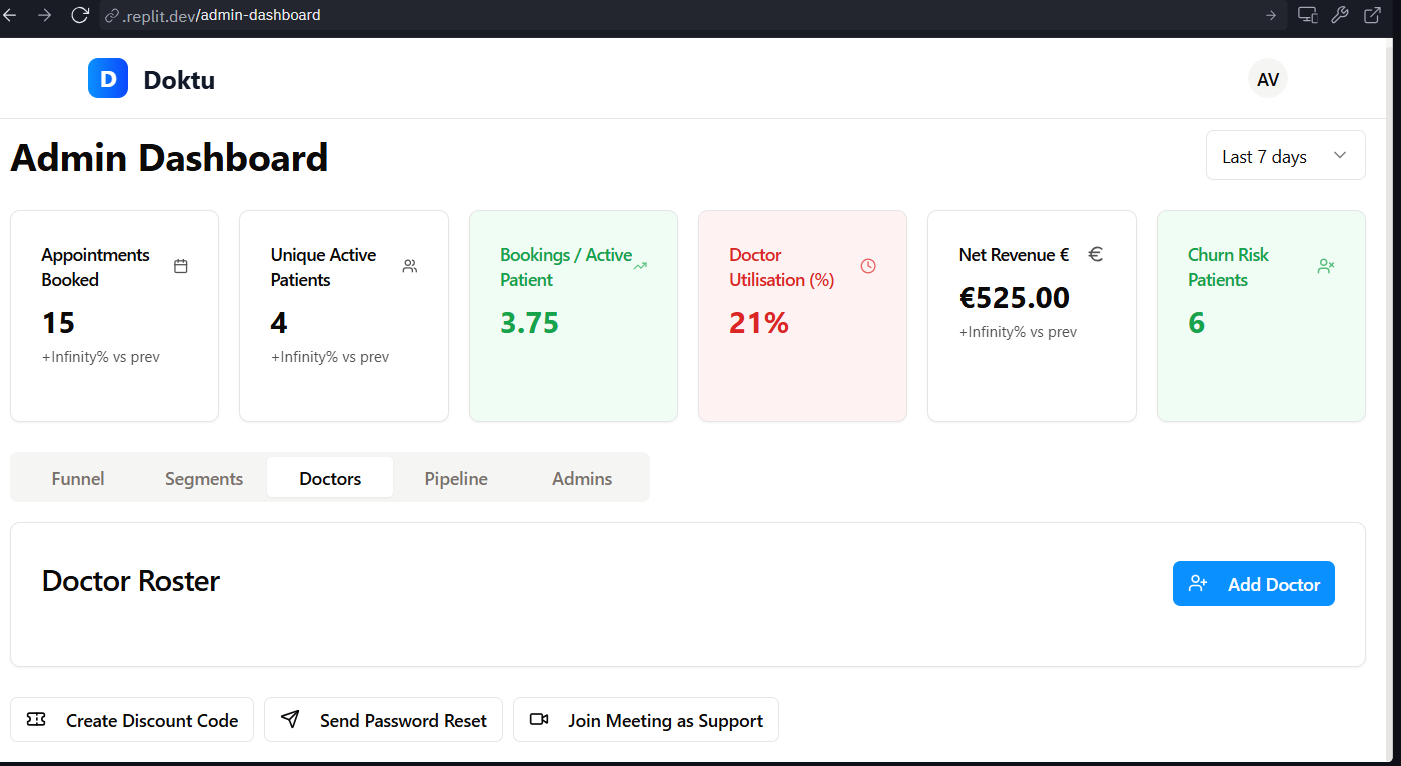 .replit.dev/admin-dashboard
D Doktu
AV
Admin Dashboard
Last 7 days
Appointments
Booked
15
+Infinity% vs prev
Unique Active
Patients
4
+Infinity% vs prev
Bookings / Active
Patient
3.75
Doctor
Utilisation (%)
21%
Net Revenue € €
€525.00
+Infinity% vs prev
Churn Risk
Patients
6
Funnel Segments Doctors Pipeline Admins
Doctor Roster
Add Doctor
Create Discount Code Send Password Reset Join Meeting as Support